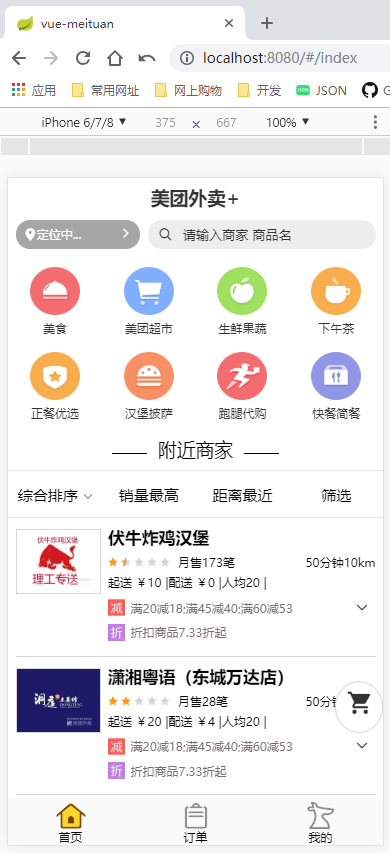 vue-meituan
localhost:8080/#/index
应用 常用网址 网上购物 开发 JSON G
iPhone 6/7/8 ▼ 375 × 667 100% ▼
美团外卖+
定位中... 请输入商家 商品名
美食 美团超市 生鲜果蔬 下午茶
正餐优选 汉堡披萨 跑腿代购 快餐简餐
附近商家
综合排序 销量最高 距离最近 筛选
伏牛炸鸡汉堡
理工专送
伏牛炸鸡汉堡
月售173笔 50分钟10km
起送 ￥10 |配送 ￥0 |人均20 |
减 满20减18;满45减40;满60减53
折 折扣商品7.33折起
潇湘粤语（东城万达店）
月售28笔 50分
起送 ￥20 |配送 ￥4 |人均20 |
减 满20减18;满45减40;满60减53
折 折扣商品7.33折起
首页 订单 我的